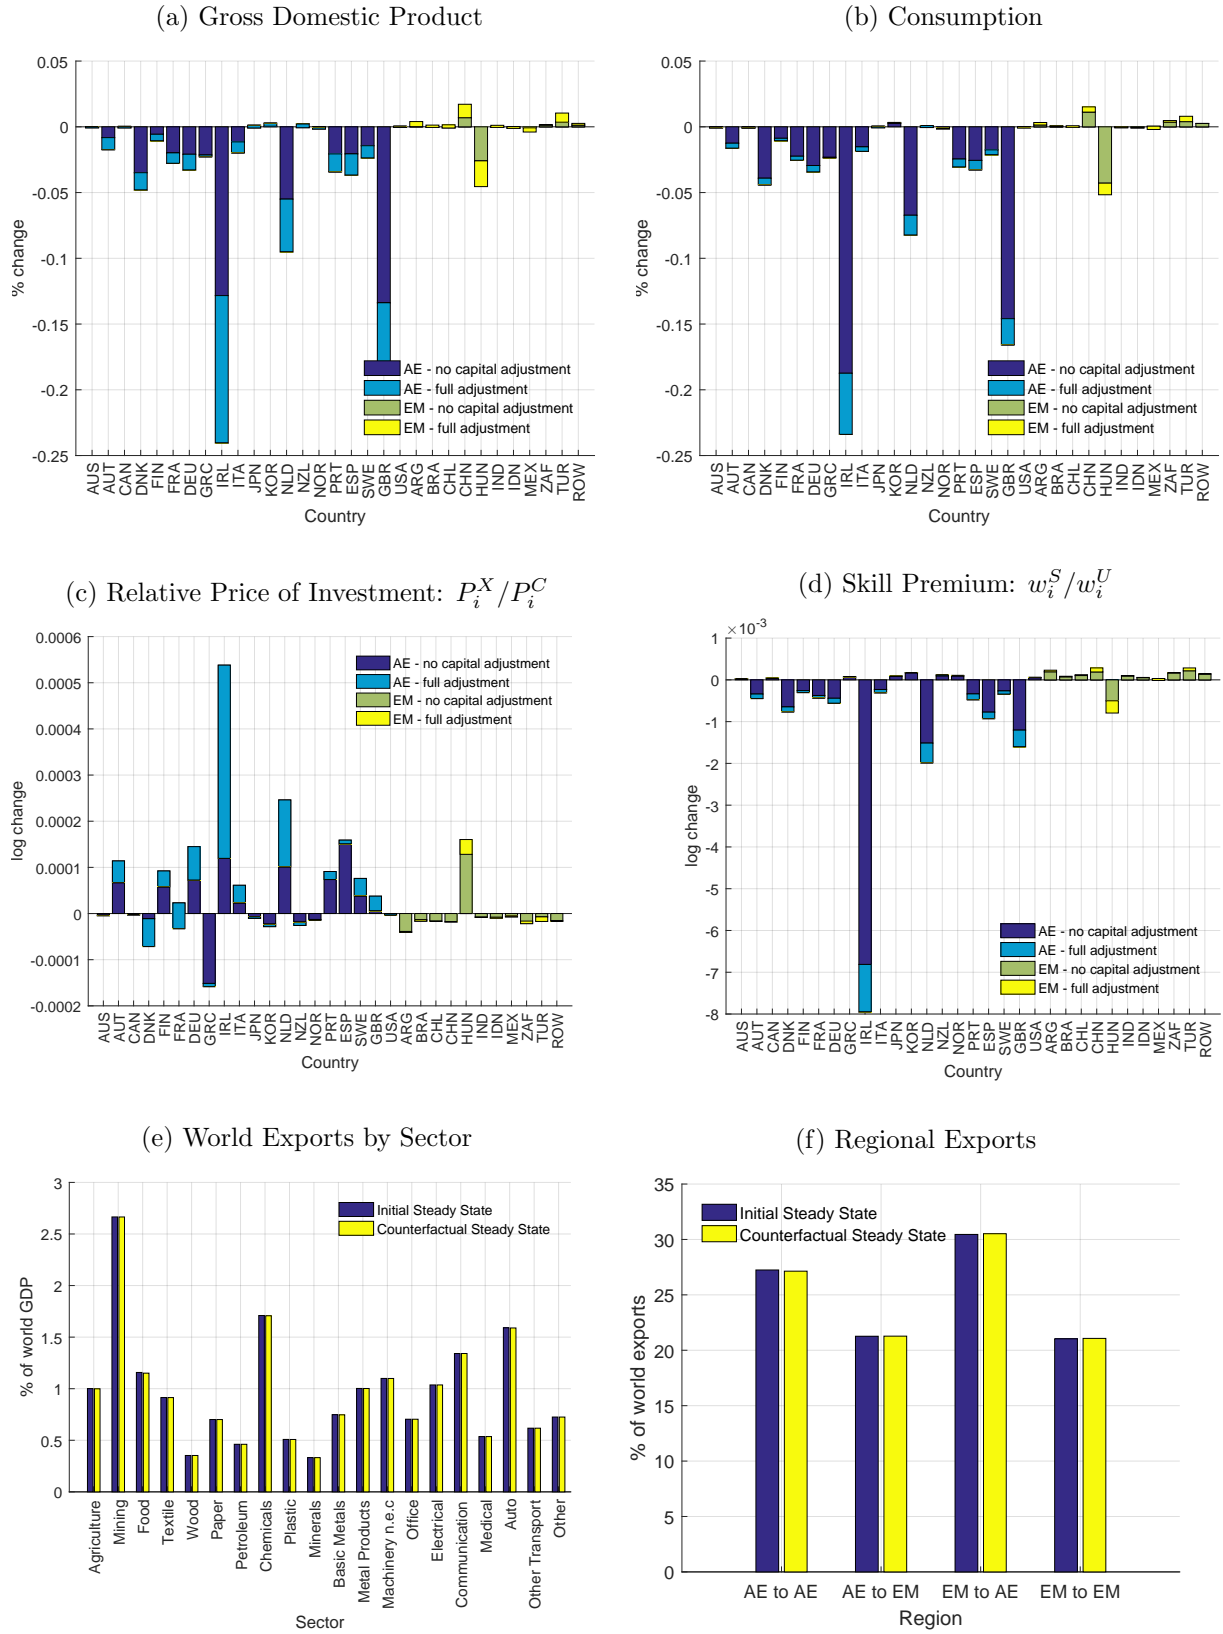 (a) Gross Domestic Product
0.05
0
-0.05
-0.1
-0.15
-0.2
-0.25
% change
AE - no capital adjustment
AE - full adjustment
EM - no capital adjustment
EM - full adjustment
AUS AUT CAN DNK FIN FRA DEU GRC IRL ITA JPN KOR NLD NZL NOR PRT ESP SWE GBR USA ARG BRA CHL CHN HUN IND IDN MEX ZAF TUR ROW
Country
(b) Consumption
0.05
0
-0.05
-0.1
-0.15
-0.2
-0.25
% change
AE - no capital adjustment
AE - full adjustment
EM - no capital adjustment
EM - full adjustment
AUS AUT CAN DNK FIN FRA DEU GRC IRL ITA JPN KOR NLD NZL NOR PRT ESP SWE GBR USA ARG BRA CHL CHN HUN IND IDN MEX ZAF TUR ROW
Country
(c) Relative Price of Investment: P_i^X/P_i^C
0.0006
0.0005
0.0004
0.0003
0.0002
0.0001
0
-0.0001
-0.0002
log change
AE - no capital adjustment
AE - full adjustment
EM - no capital adjustment
EM - full adjustment
AUS AUT CAN DNK FIN FRA DEU GRC IRL ITA JPN KOR NLD NZL NOR PRT ESP SWE GBR USA ARG BRA CHL CHN HUN IND IDN MEX ZAF TUR ROW
Country
(d) Skill Premium: w_i^S/w_i^U
×10^-3
1
0
-1
-2
-3
-4
-5
-6
-7
-8
log change
AE - no capital adjustment
AE - full adjustment
EM - no capital adjustment
EM - full adjustment
AUS AUT CAN DNK FIN FRA DEU GRC IRL ITA JPN KOR NLD NZL NOR PRT ESP SWE GBR USA ARG BRA CHL CHN HUN IND IDN MEX ZAF TUR ROW
Country
(e) World Exports by Sector
3
2.5
2
1.5
1
0.5
0
% of world GDP
Initial Steady State
Counterfactual Steady State
Agriculture
Mining
Food
Textile
Wood
Paper
Petroleum
Chemicals
Plastic
Minerals
Basic Metals
Metal Products
Machinery n.e.c
Office
Electrical
Communication
Medical
Auto
Other Transport
Other
Sector
(f) Regional Exports
35
30
25
20
15
10
5
0
% of world exports
Initial Steady State
Counterfactual Steady State
AE to AE AE to EM EM to AE EM to EM
Region